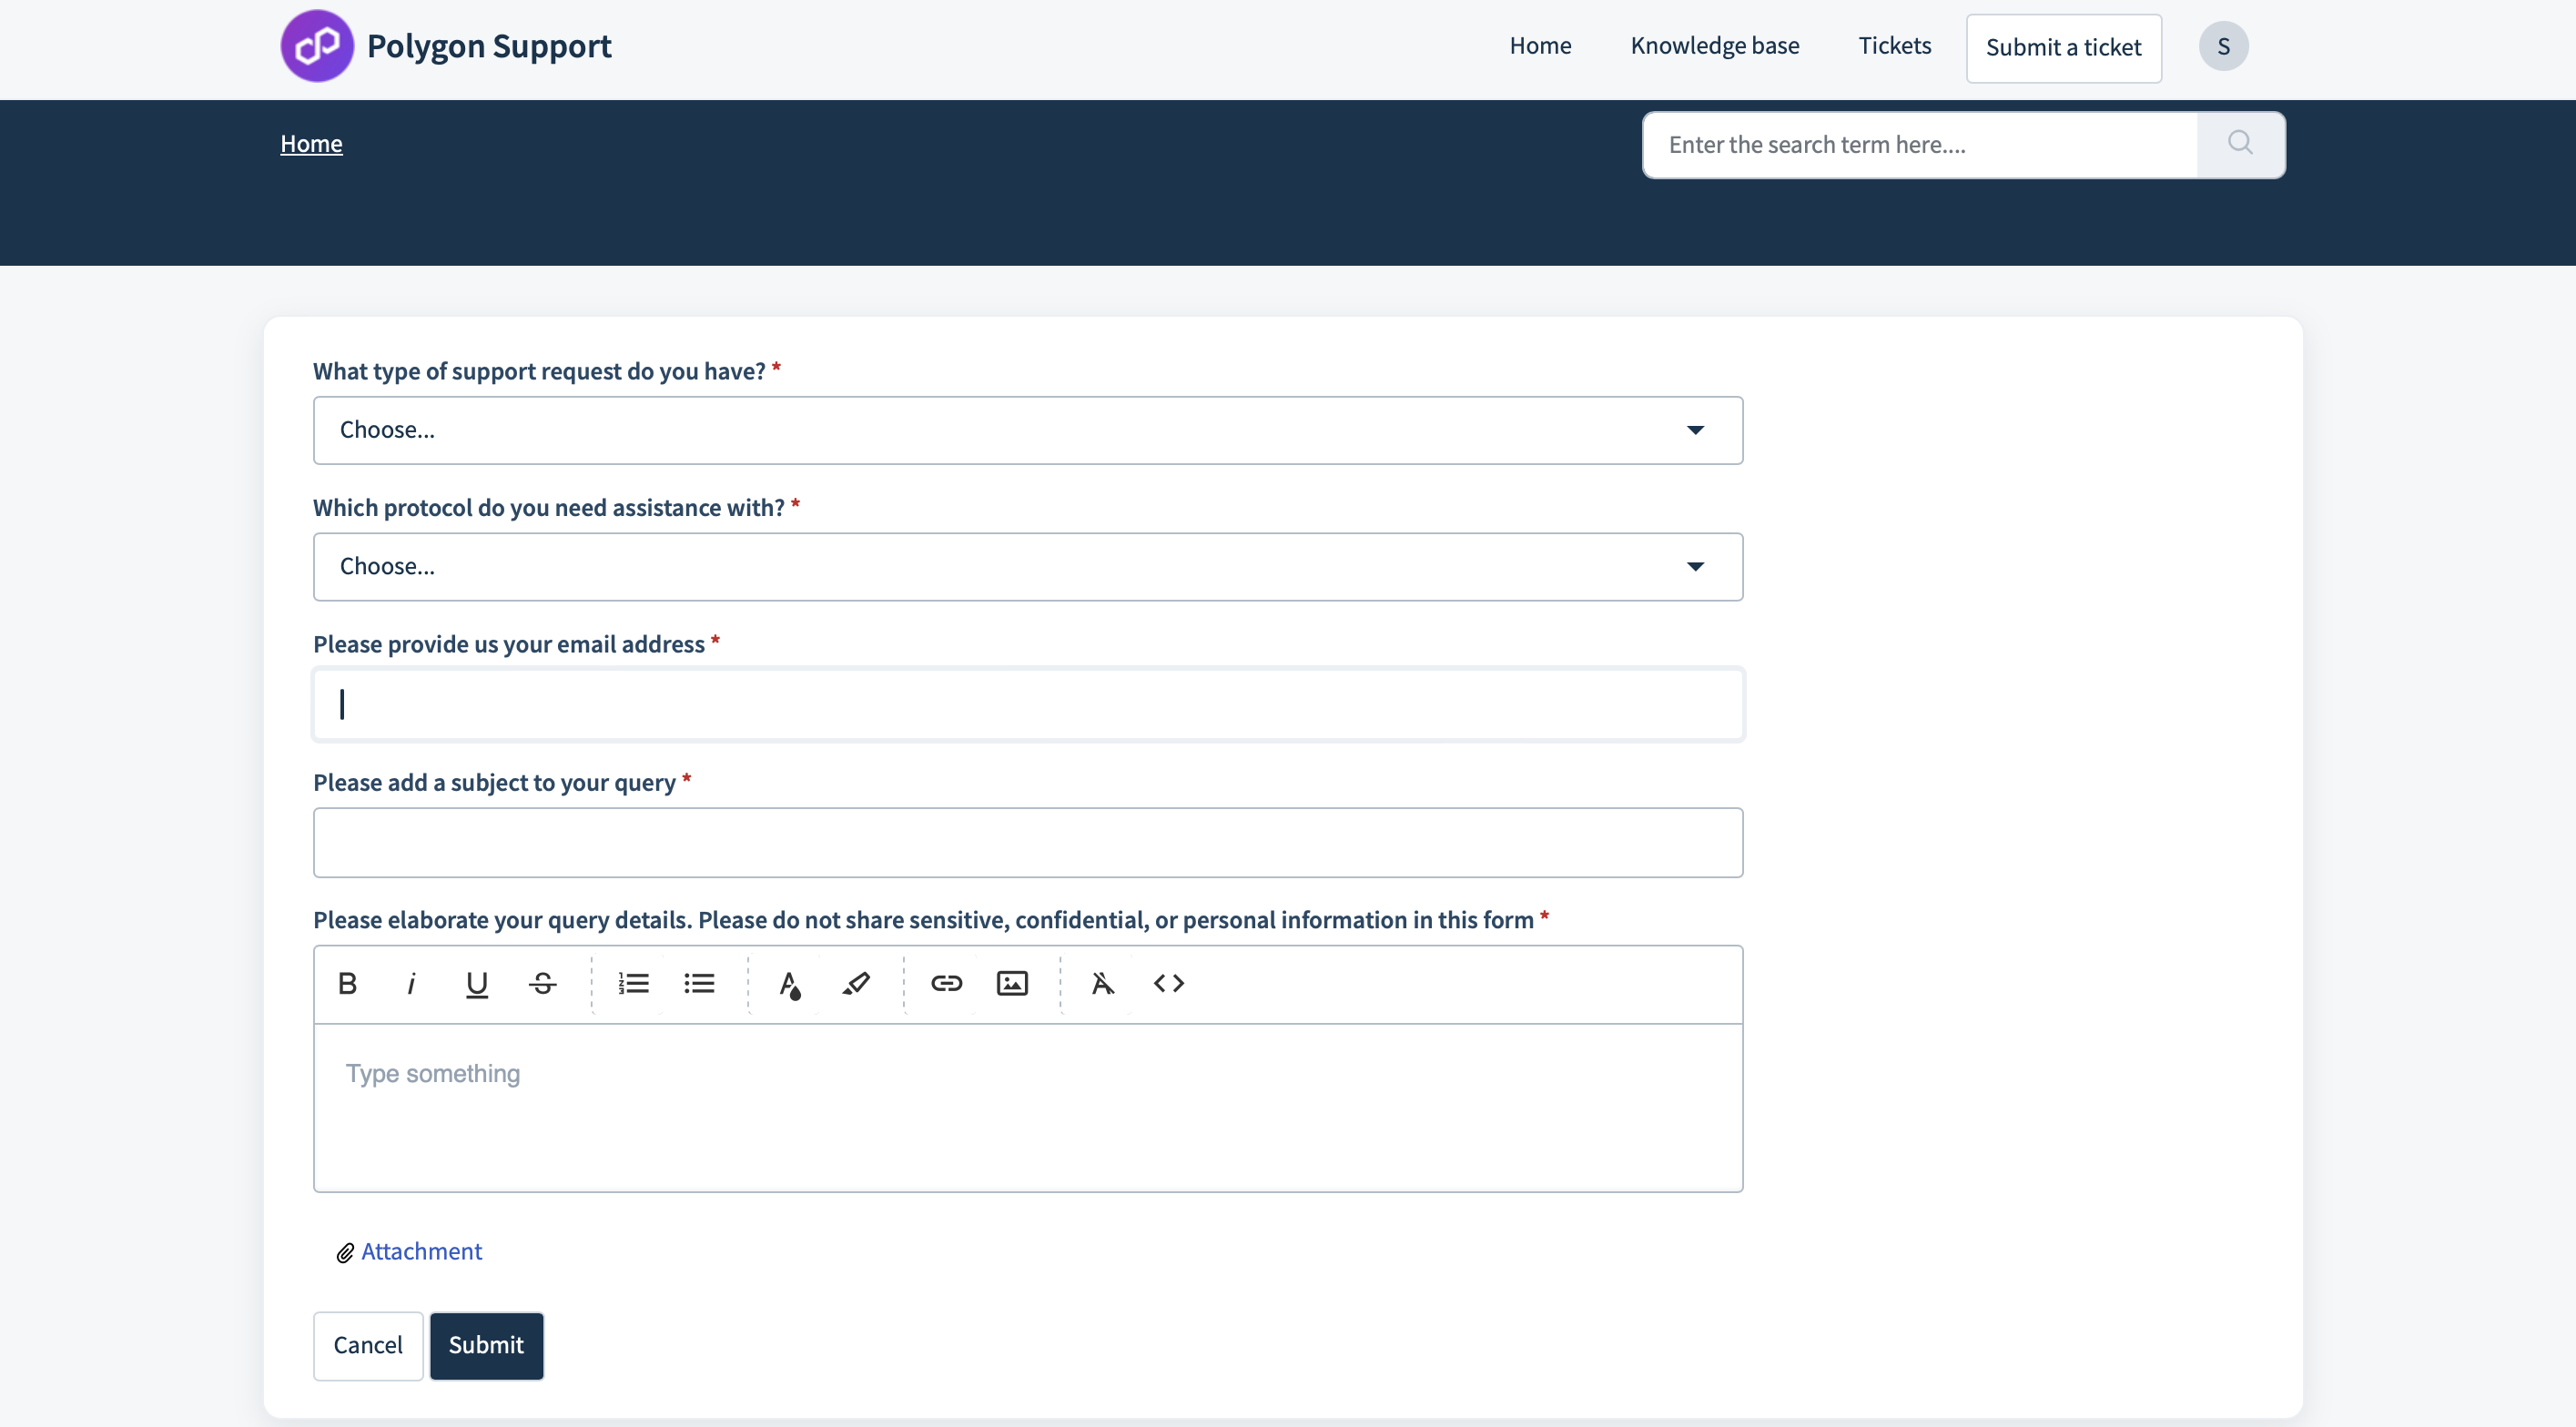 Polygon Support
Home
Knowledge base
Tickets
Submit a ticket
S
Home
Enter the search term here....
What type of support request do you have? *
Choose...
Which protocol do you need assistance with? *
Choose...
Please provide us your email address *
Please add a subject to your query *
Please elaborate your query details. Please do not share sensitive, confidential, or personal information in this form *
Type something
Attachment
Cancel
Submit